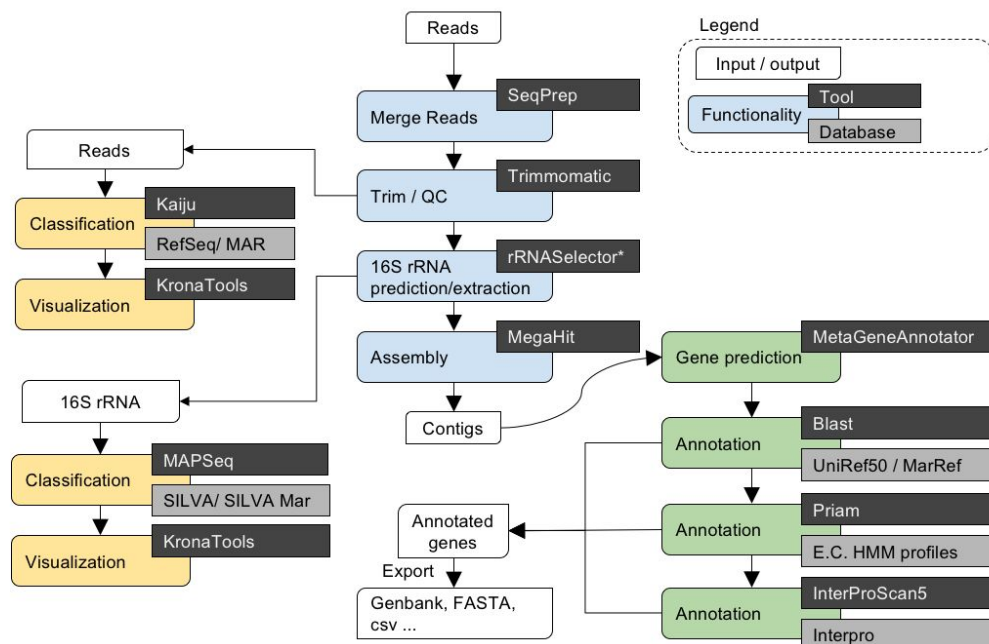 Reads
SeqPrep
Merge Reads
Trimmomatic
Trim / QC
rRNASelector*
16S rRNA
prediction/extraction
MegaHit
Assembly
Contigs
Legend
Input / output
Tool
Functionality
Database
Reads
Kaiju
Classification
RefSeq/ MAR
KronaTools
Visualization
16S rRNA
MAPSeq
Classification
SILVA/ SILVA Mar
KronaTools
Visualization
MetaGeneAnnotator
Gene prediction
Blast
Annotation
UniRef50 / MarRef
Priam
Annotation
E.C. HMM profiles
InterProScan5
Annotation
Interpro
Annotated
genes
Export
Genbank, FASTA,
csv ...